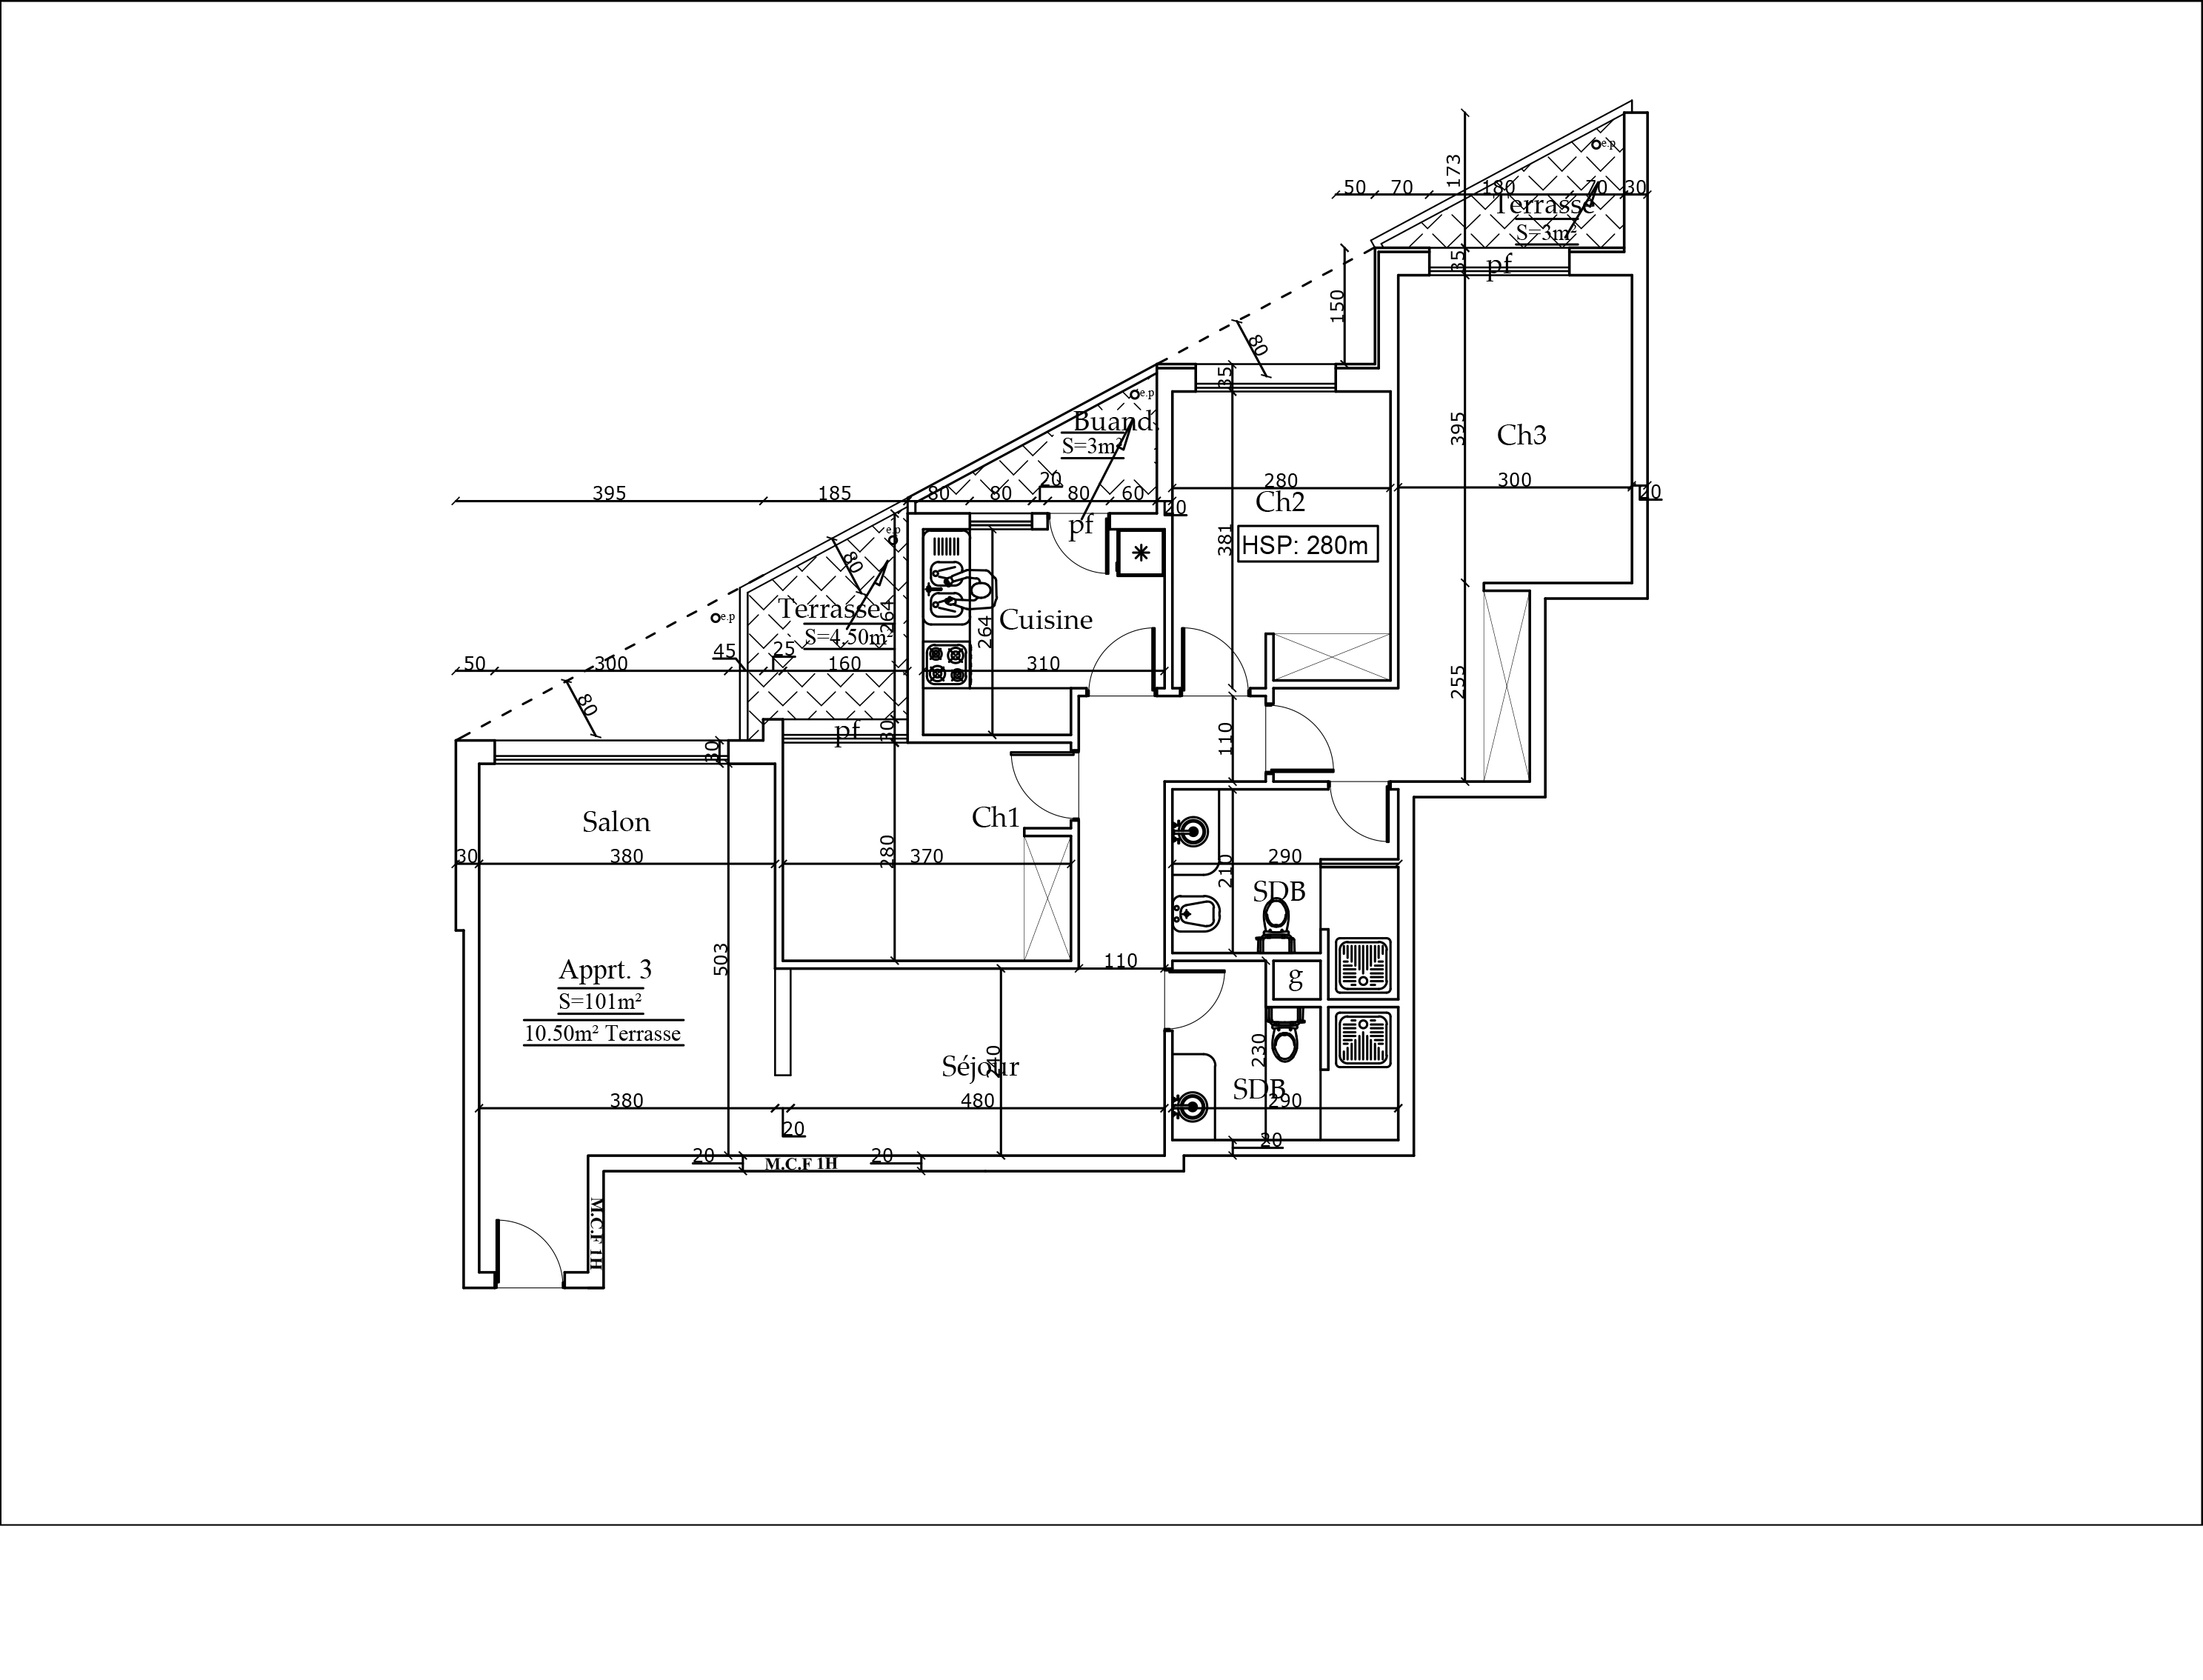 173
e.p
50 70 180 70 30
Terrasse
S=3m²
35
pf
150
80
35
e.p
Buand
S=3m²
395
Ch3
280
300
20
Ch2
395 185 80 80 20 80 60
20
pf
e.p
381
HSP: 280m
80
Terrasse
264
S=4.50m²
e.p
Cuisine
264
45 25
50 300 160 310
255
80
30
pf
30
110
Salon
Ch1
280
30 380 370 290
210
SDB
503
110
Apprt. 3
S=101m²
10.50m² Terrasse
g
230
Séjour
240
SDB
380 480 290
20
20
20 M.C.F 1H 20
M.C.F 1H